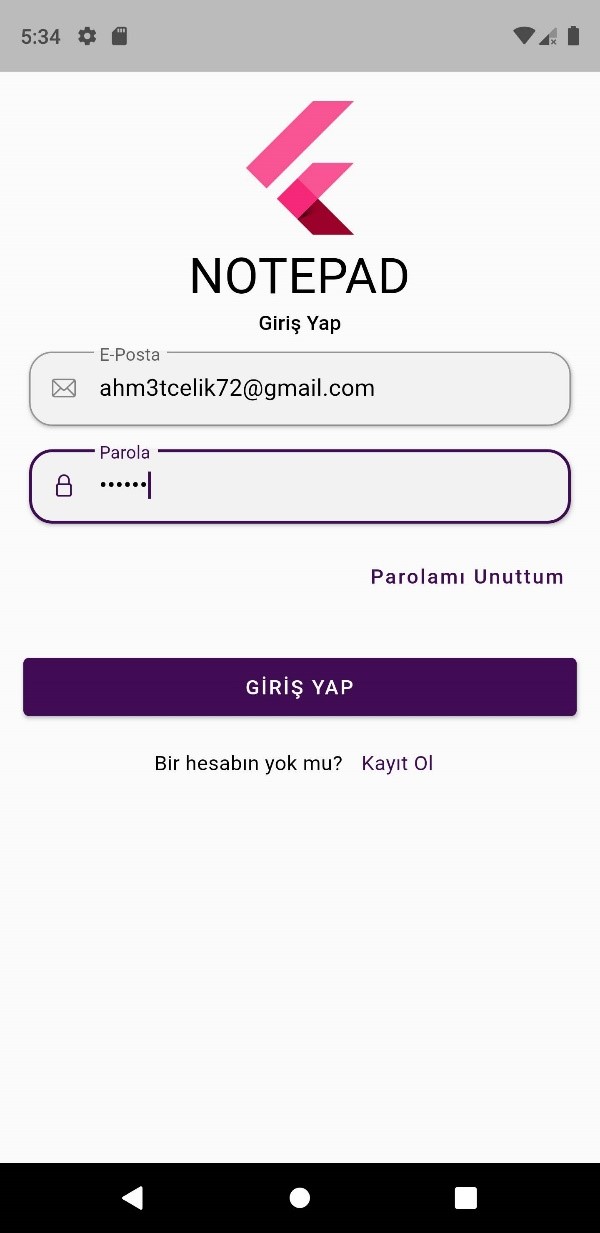 5:34
NOTEPAD
Giriş Yap
E-Posta
ahm3tcelik72@gmail.com
Parola
••••••
Parolamı Unuttum
GİRİŞ YAP
Bir hesabın yok mu? Kayıt Ol